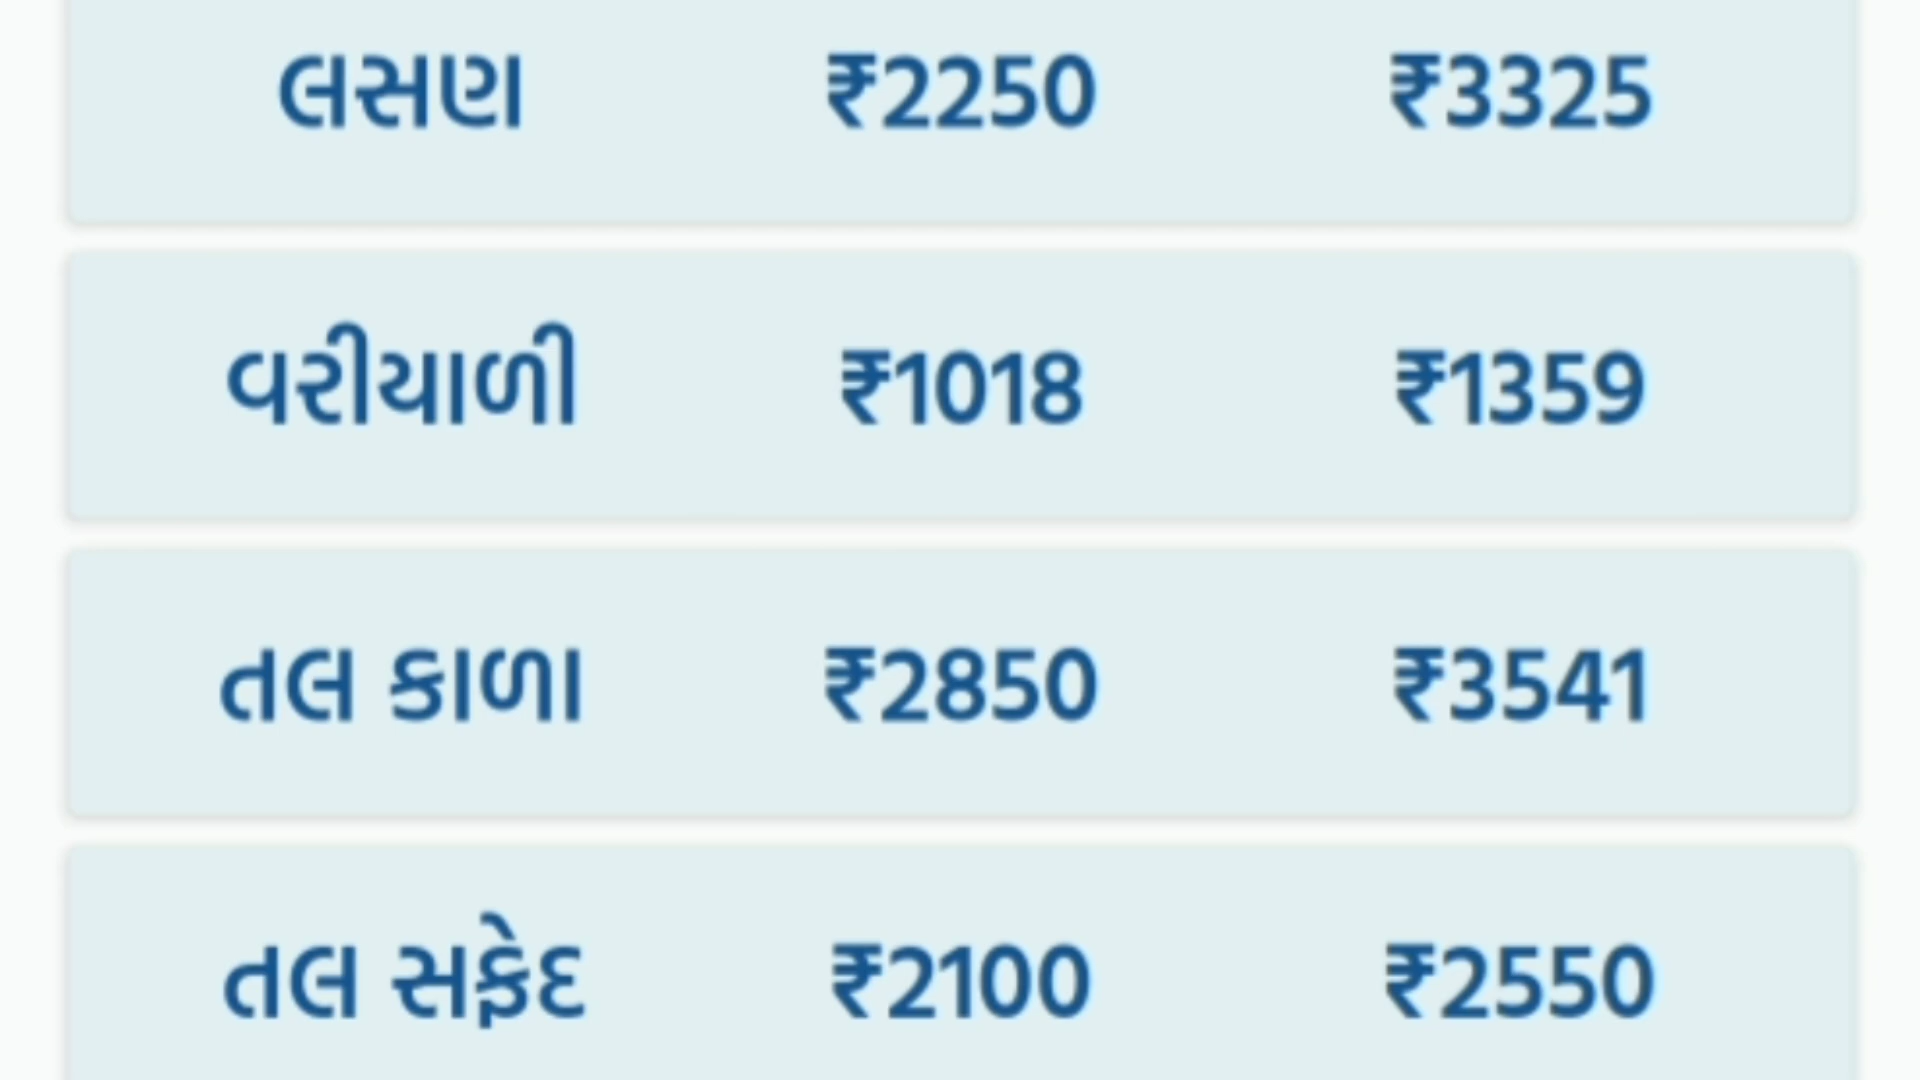 લસણ ₹2250 ₹3325
વરીયાળી ₹1018 ₹1359
તલ કાળા ₹2850 ₹3541
તલ સફેદ ₹2100 ₹2550